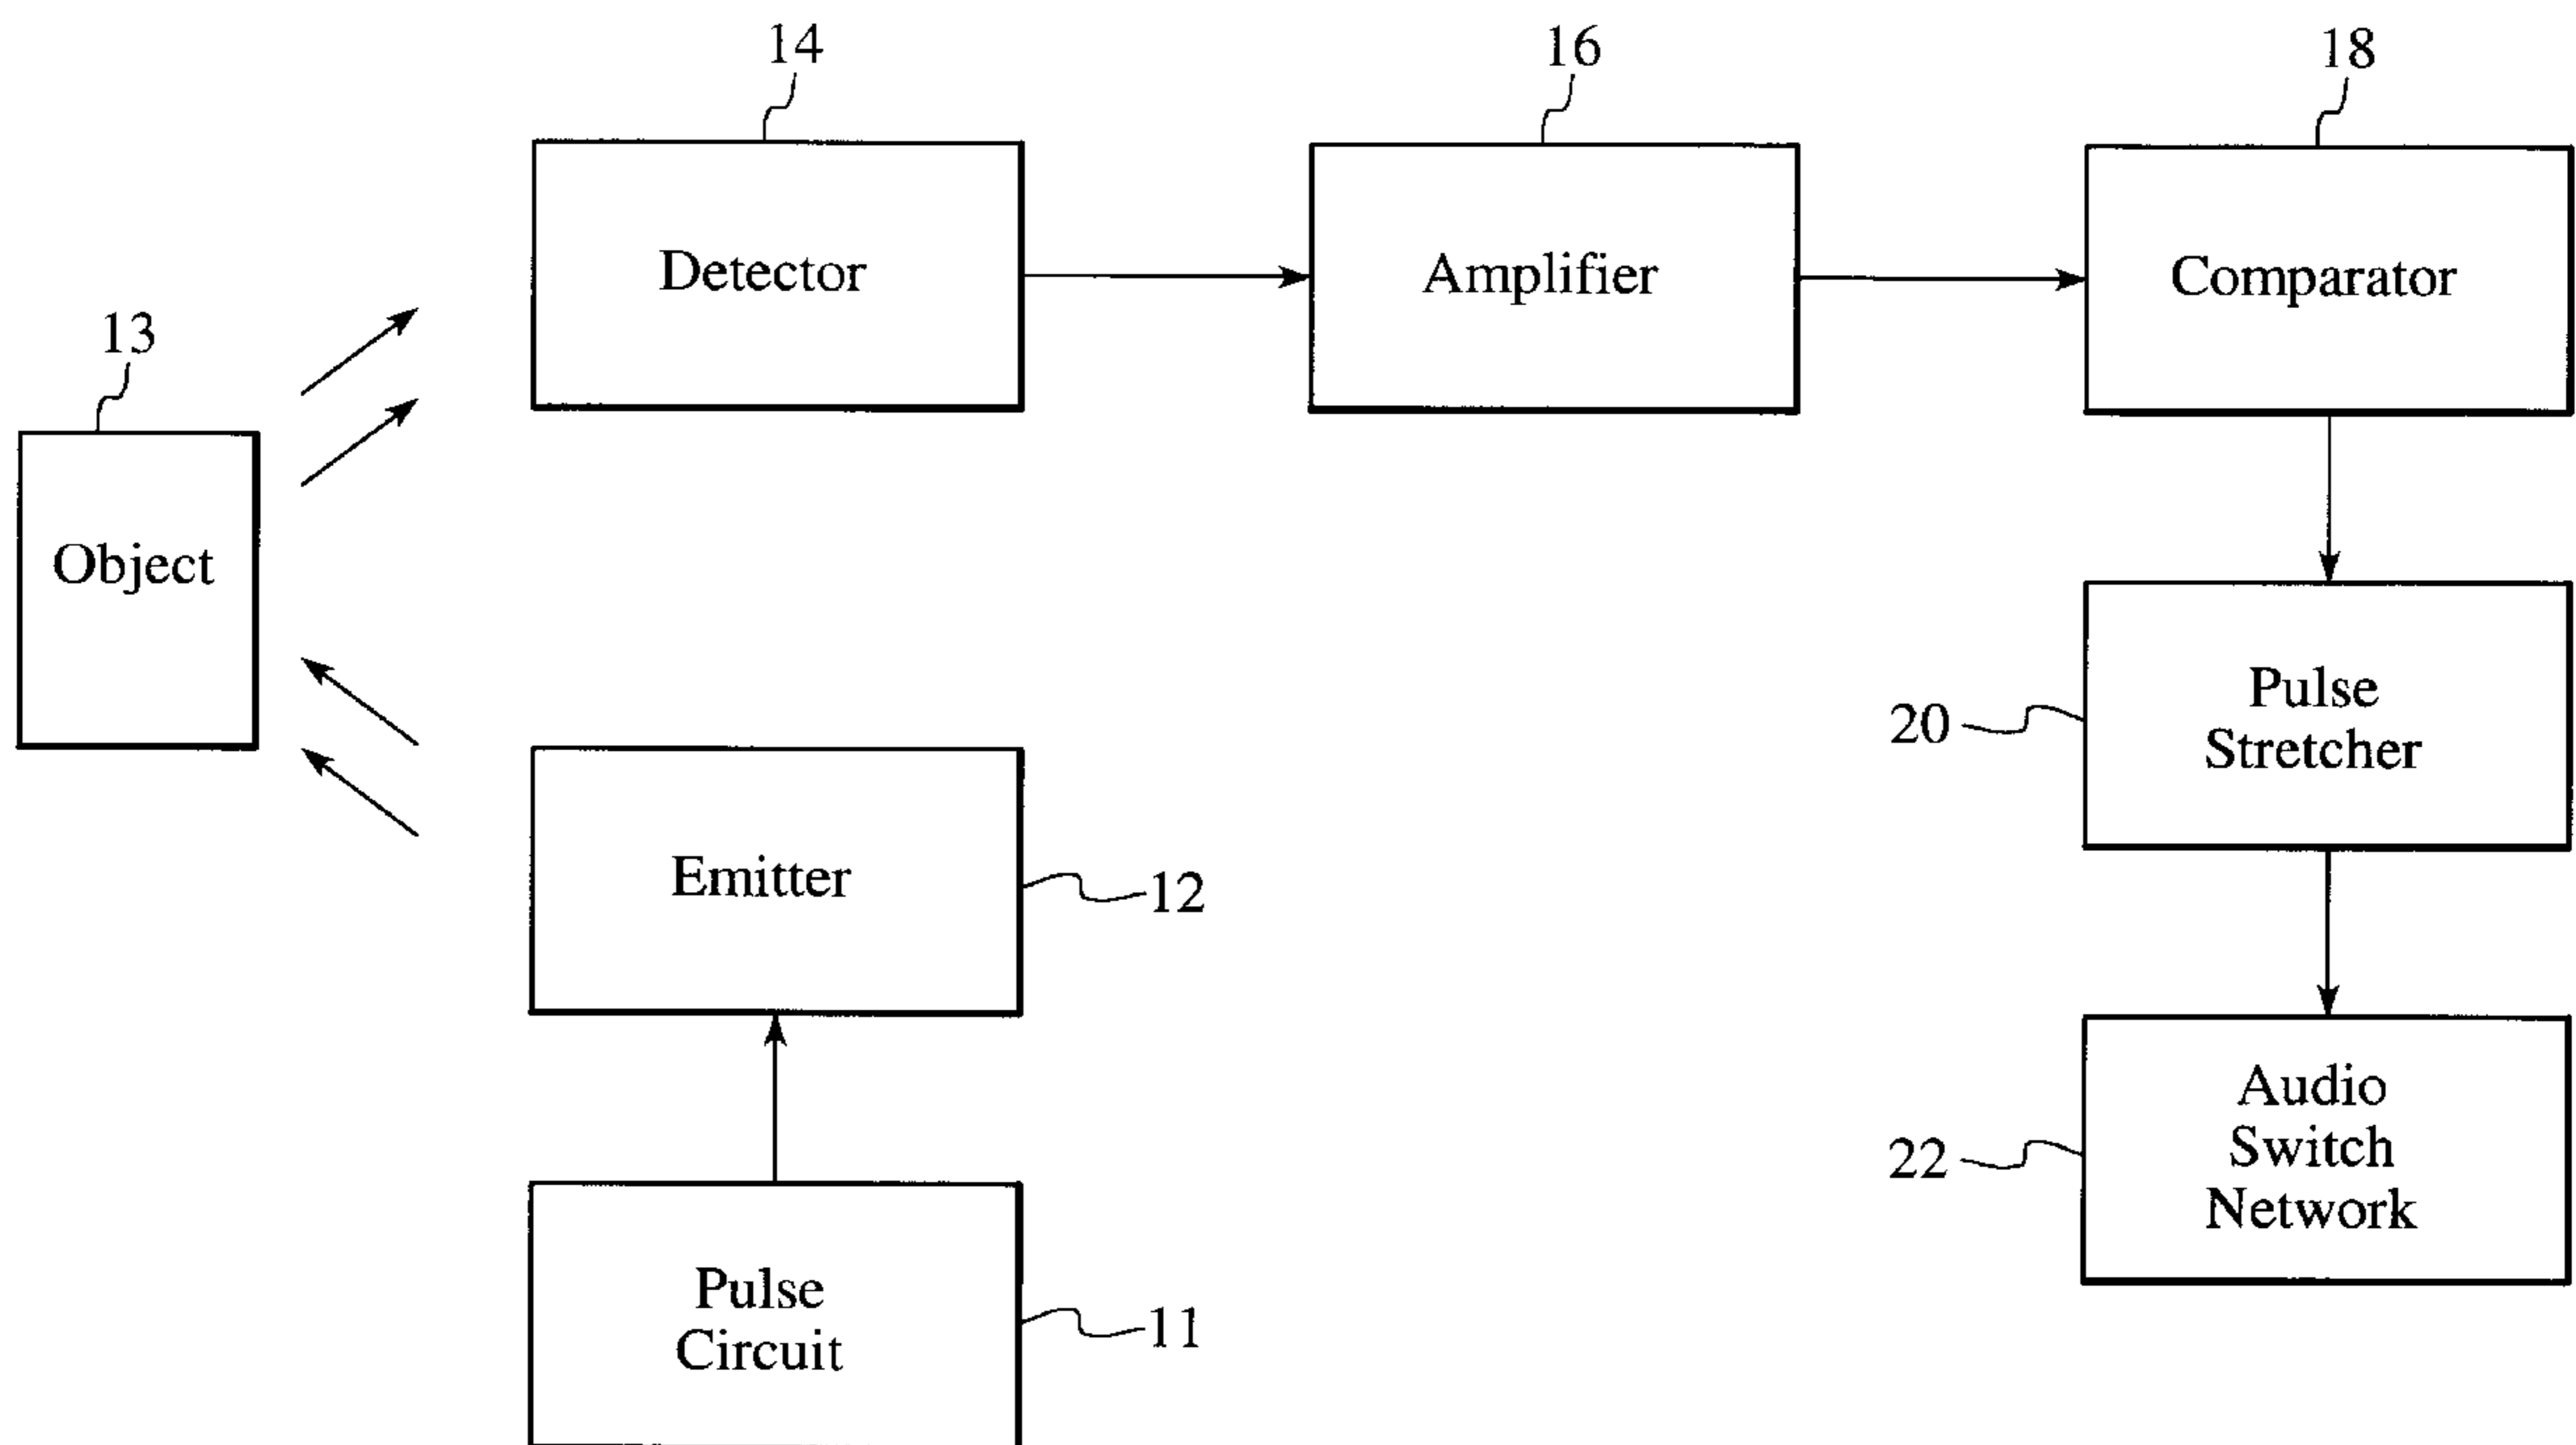 14
16
18
Detector
Amplifier
Comparator
13
Object
Pulse
Stretcher
20
Emitter
12
Audio
Switch
Network
22
Pulse
Circuit
11